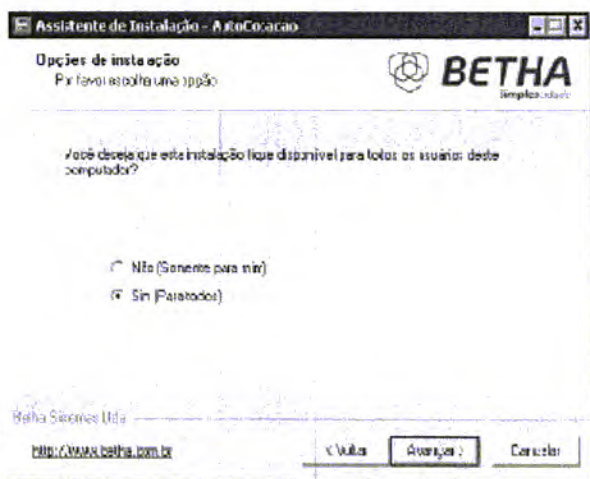 Assistente de Instalação - AutoCotacao
Opções de instalação
Por favor escolha uma opção
BETHA
Simplescidade
Você deseja que esta instalação fique disponível para todos os usuários deste
computador?
Não (Somente para mim)
Sim (Para todos)
Betha Sistemas Ltda
http://www.betha.com.br
< Voltar
Avançar >
Cancelar